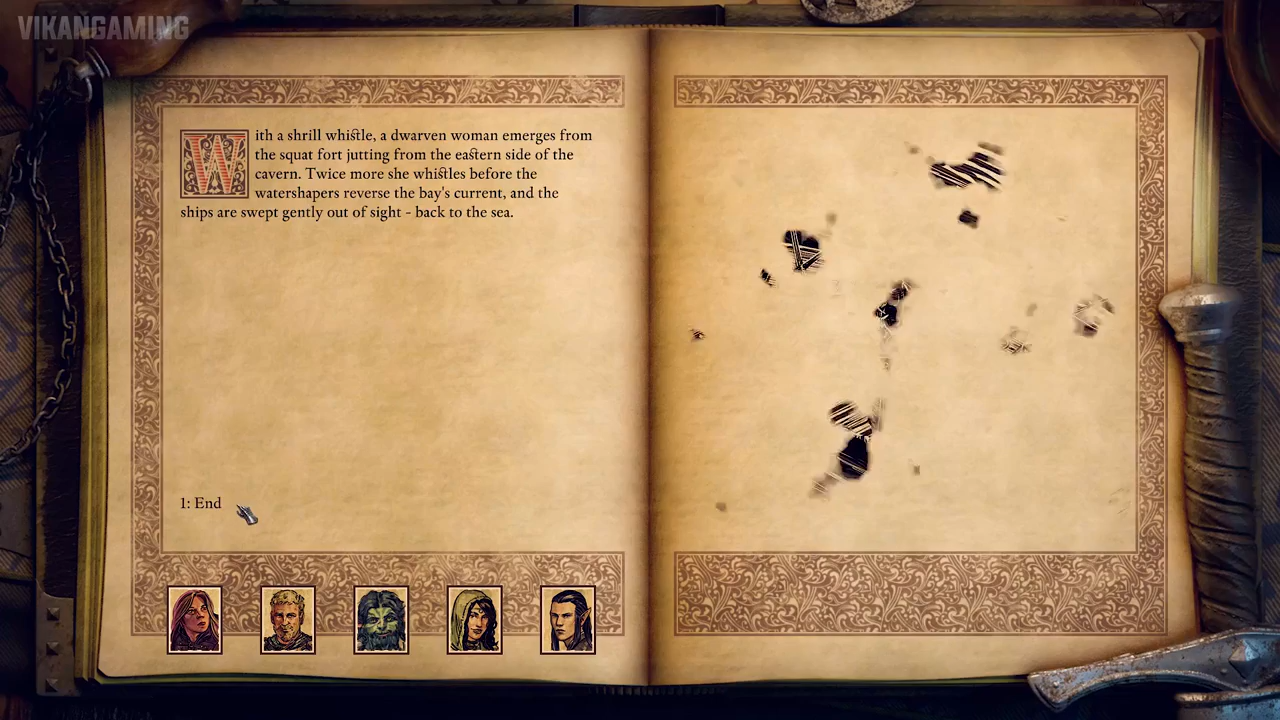 VIKANGAMING
With a shrill whistle, a dwarven woman emerges from
the squat fort jutting from the eastern side of the
cavern. Twice more she whistles before the
watershapers reverse the bay's current, and the
ships are swept gently out of sight - back to the sea.
1: End